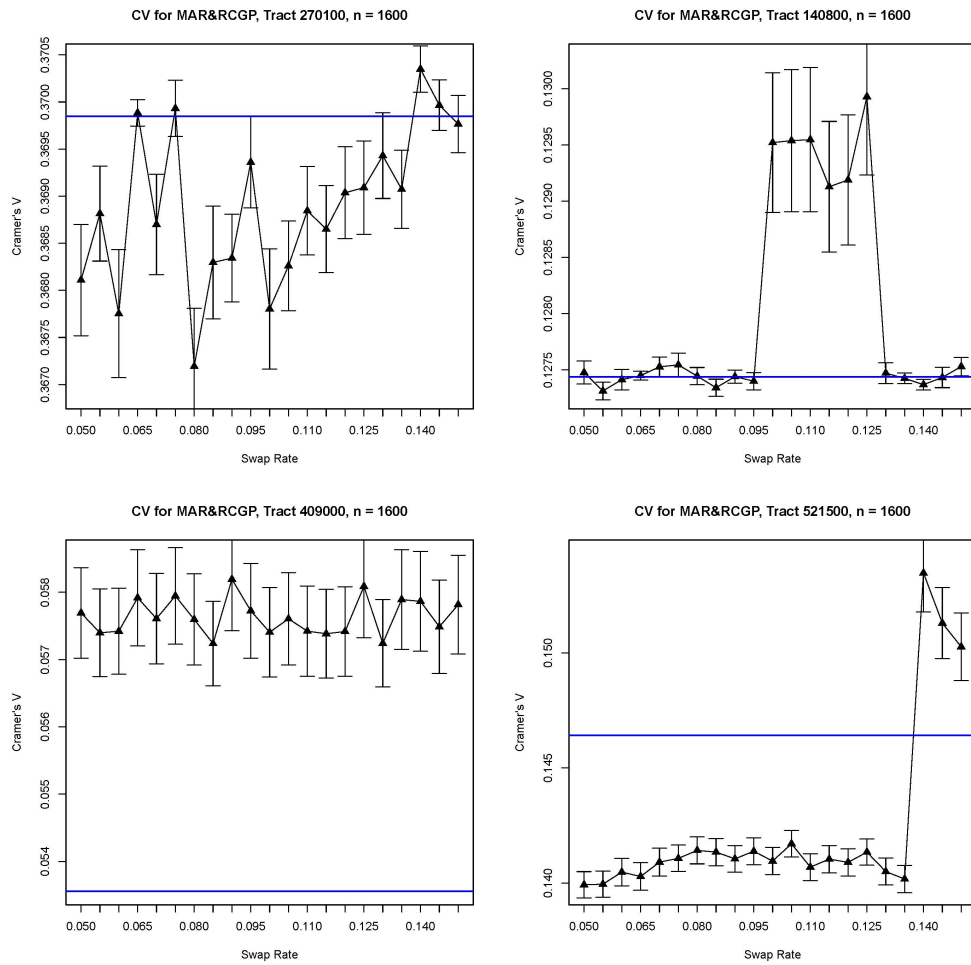 CV for MAR&RCGP, Tract 270100, n = 1600
Cramer's V
0.3705
0.3700
0.3695
0.3690
0.3685
0.3680
0.3675
0.3670
0.050 0.065 0.080 0.095 0.110 0.125 0.140
Swap Rate
CV for MAR&RCGP, Tract 140800, n = 1600
Cramer's V
0.1300
0.1295
0.1290
0.1285
0.1280
0.1275
0.050 0.065 0.080 0.095 0.110 0.125 0.140
Swap Rate
CV for MAR&RCGP, Tract 409000, n = 1600
Cramer's V
0.058
0.057
0.056
0.055
0.054
0.050 0.065 0.080 0.095 0.110 0.125 0.140
Swap Rate
CV for MAR&RCGP, Tract 521500, n = 1600
Cramer's V
0.150
0.145
0.140
0.050 0.065 0.080 0.095 0.110 0.125 0.140
Swap Rate